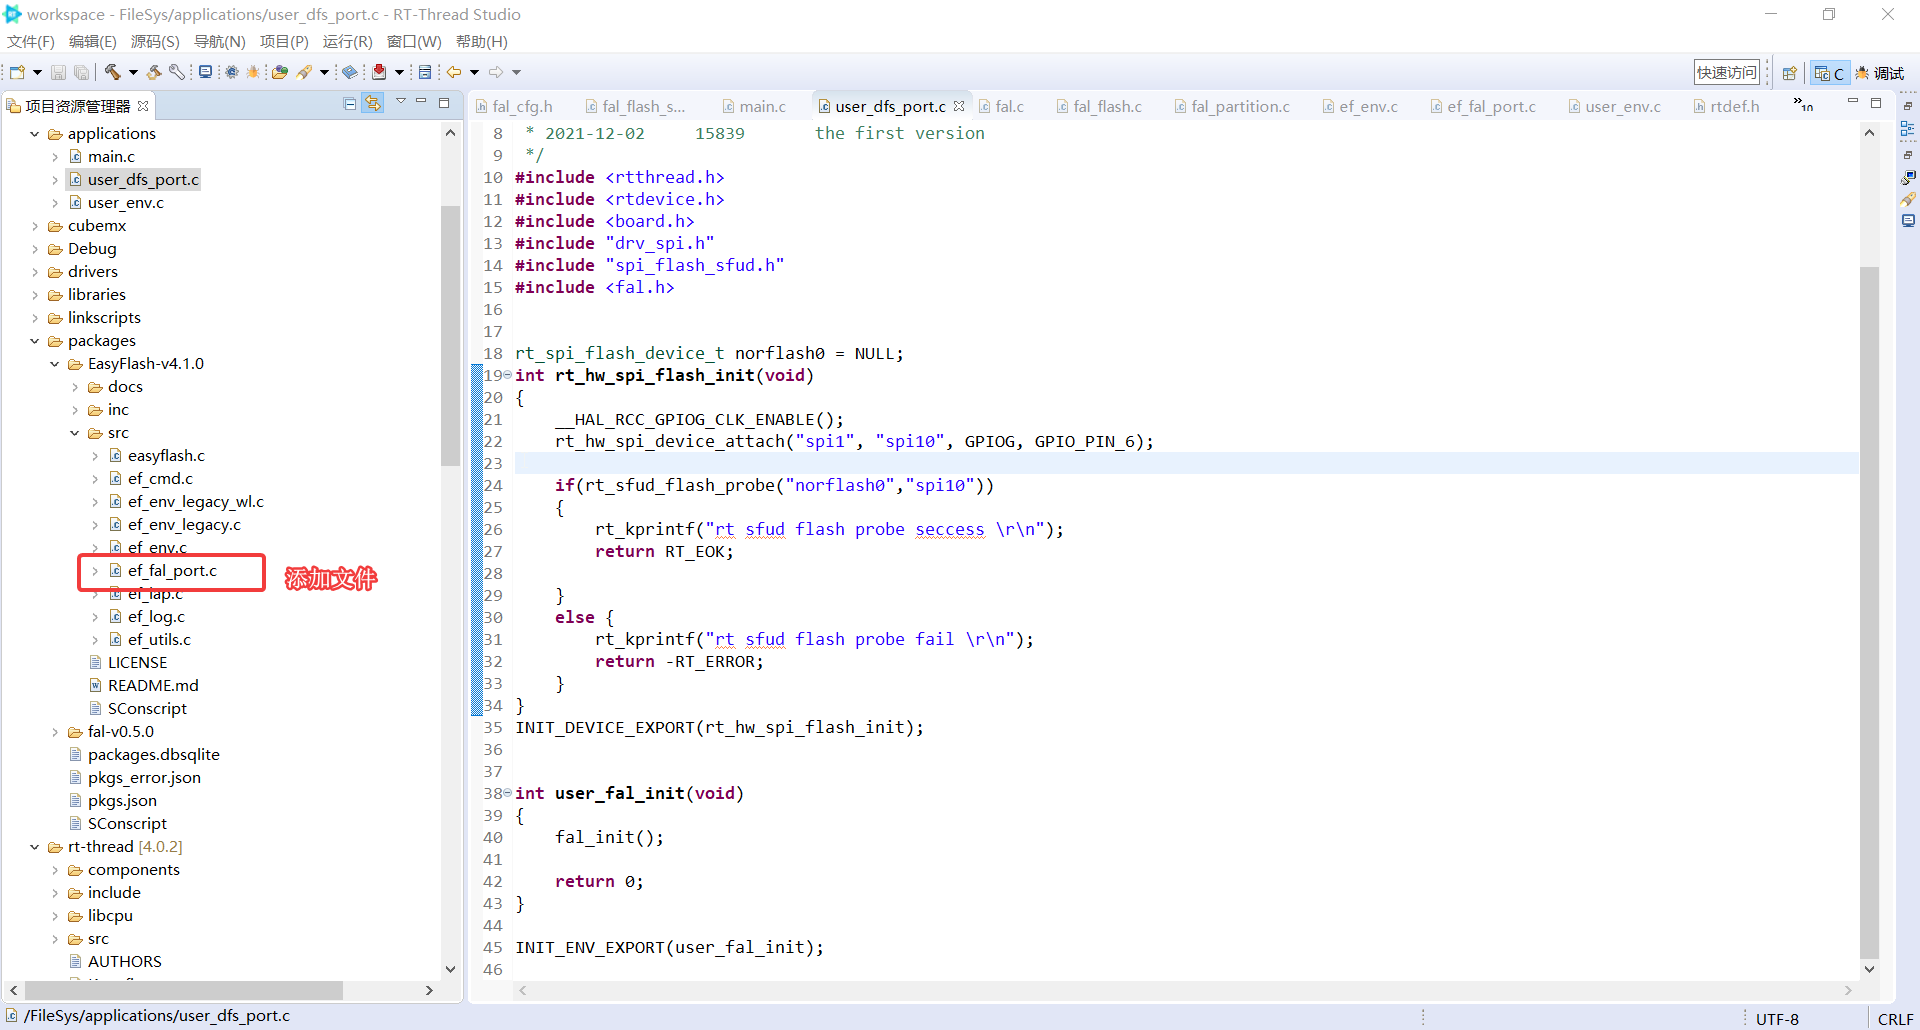 workspace - FileSys/applications/user_dfs_port.c - RT-Thread Studio
文件(F) 编辑(E) 源码(S) 导航(N) 项目(P) 运行(R) 窗口(W) 帮助(H)
快速访问 C 调试
项目资源管理器
applications
main.c
user_dfs_port.c
user_env.c
cubemx
Debug
drivers
libraries
linkscripts
packages
EasyFlash-v4.1.0
docs
inc
src
easyflash.c
ef_cmd.c
ef_env_legacy_wl.c
ef_env_legacy.c
ef_env.c
ef_fal_port.c
添加文件
ef_iap.c
ef_log.c
ef_utils.c
LICENSE
README.md
SConscript
fal-v0.5.0
packages.dbsqlite
pkgs_error.json
pkgs.json
SConscript
rt-thread [4.0.2]
components
include
libcpu
src
AUTHORS
fal_cfg.h fal_flash_s... main.c user_dfs_port.c fal.c fal_flash.c fal_partition.c ef_env.c ef_fal_port.c user_env.c rtdef.h »10
8 * 2021-12-02     15839       the first version
9 */
10 #include <rtthread.h>
11 #include <rtdevice.h>
12 #include <board.h>
13 #include "drv_spi.h"
14 #include "spi_flash_sfud.h"
15 #include <fal.h>
16
17
18 rt_spi_flash_device_t norflash0 = NULL;
19 int rt_hw_spi_flash_init(void)
20 {
21     __HAL_RCC_GPIOG_CLK_ENABLE();
22     rt_hw_spi_device_attach("spi1", "spi10", GPIOG, GPIO_PIN_6);
23
24     if(rt_sfud_flash_probe("norflash0","spi10"))
25     {
26         rt_kprintf("rt sfud flash probe seccess \r\n");
27         return RT_EOK;
28
29     }
30     else {
31         rt_kprintf("rt sfud flash probe fail \r\n");
32         return -RT_ERROR;
33     }
34 }
35 INIT_DEVICE_EXPORT(rt_hw_spi_flash_init);
36
37
38 int user_fal_init(void)
39 {
40     fal_init();
41
42     return 0;
43 }
44
45 INIT_ENV_EXPORT(user_fal_init);
46
/FileSys/applications/user_dfs_port.c UTF-8 CRLF